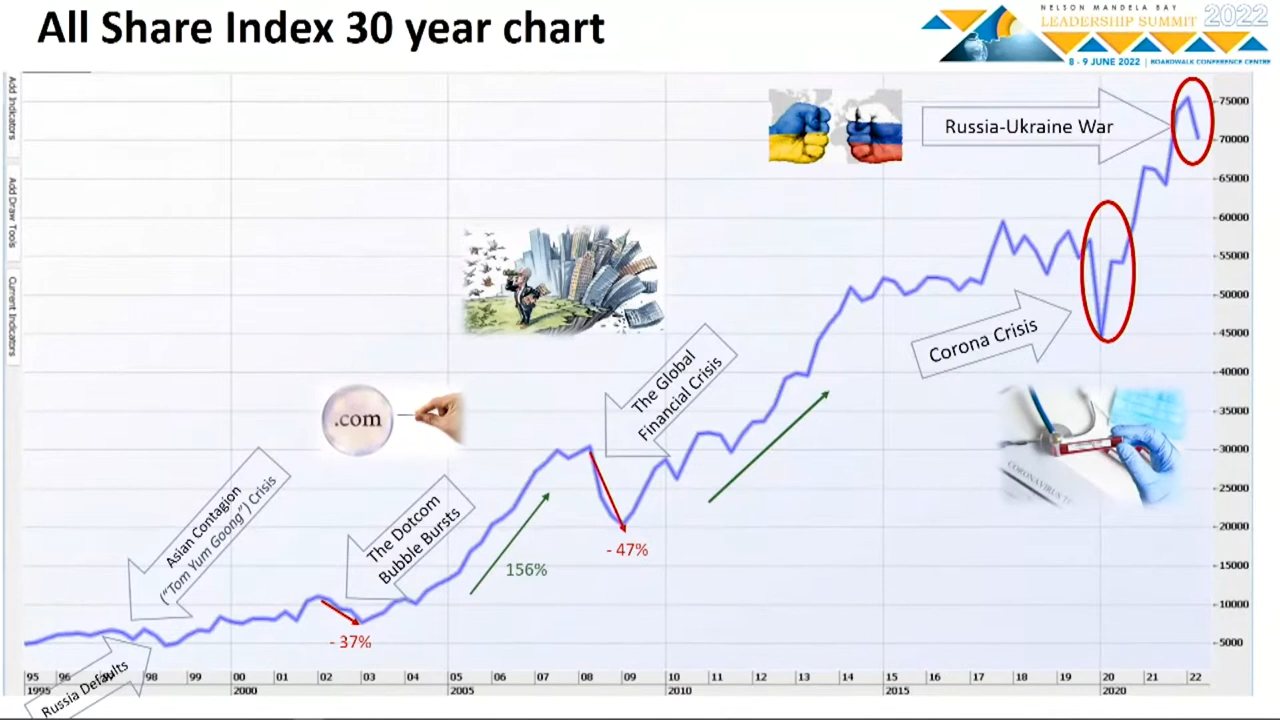 All Share Index 30 year chart
NELSON MANDELA BAY
LEADERSHIP SUMMIT 2022
8 - 9 JUNE 2022 | BOARDWALK CONFERENCE CENTRE
Add Indicators
Add Draw Tools
Current Indicators
Russia-Ukraine War
Corona Crisis
The Global
Financial Crisis
.com
CORONAVIRUS
Asian Contagion
("Tom Yum Goong") Crisis
The Dotcom
Bubble Bursts
Russia Defaults
156%
- 47%
- 37%
75000
70000
65000
60000
55000
50000
45000
40000
35000
30000
25000
20000
15000
10000
5000
95 96 98 99 00 01 02 03 04 05 06 07 08 09 10 11 12 13 14 15 16 17 18 19 20 21 22
1995 2000 2005 2010 2015 2020